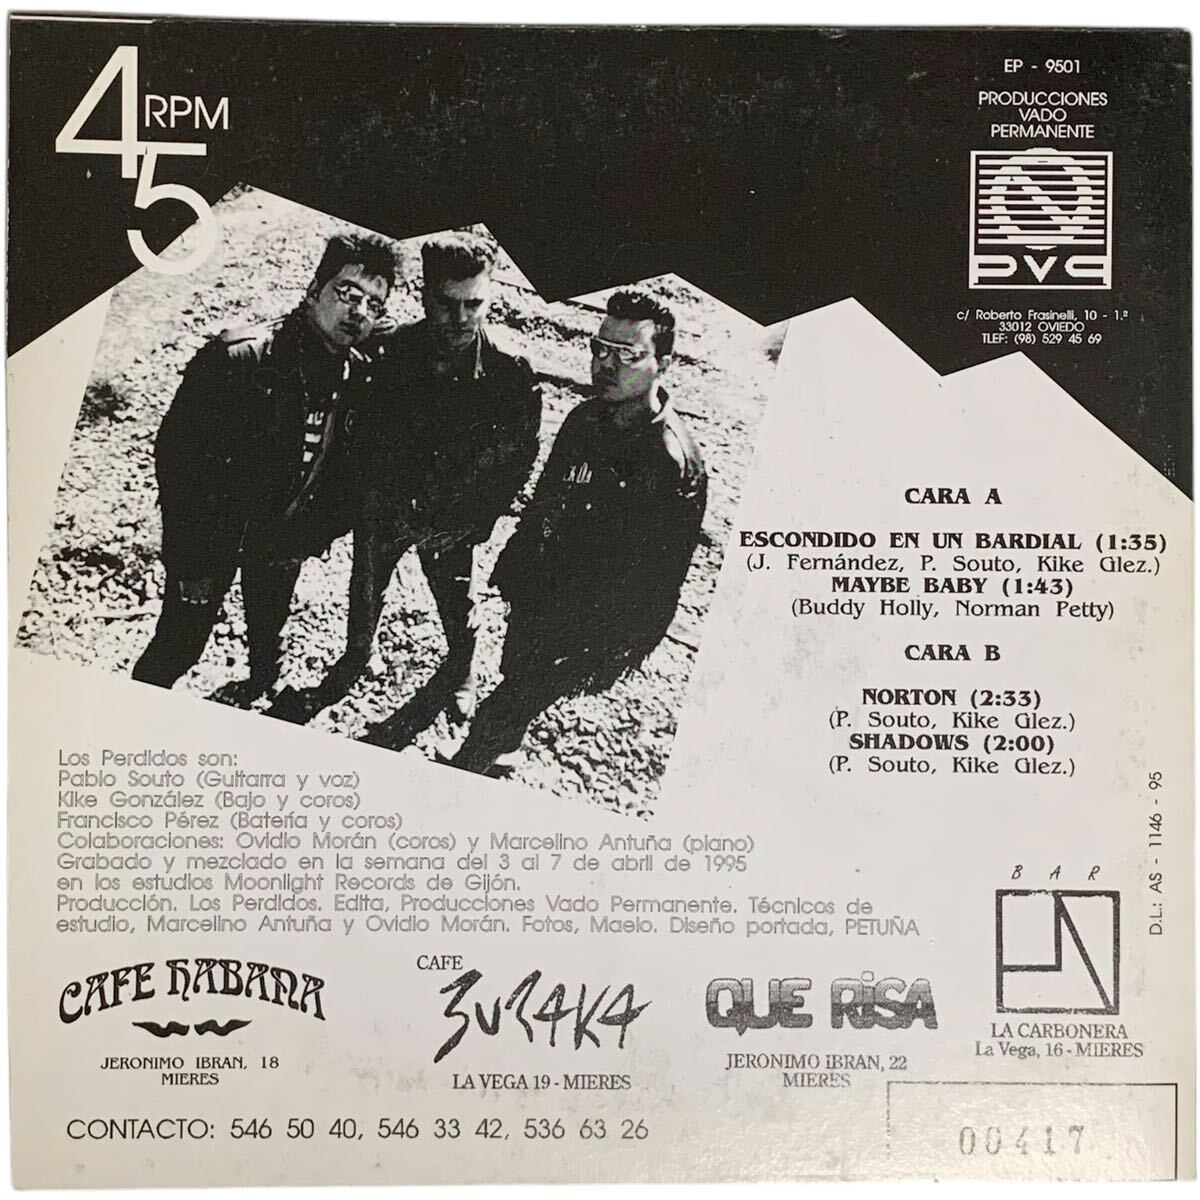 45 RPM
EP - 9501
PRODUCCIONES
VADO
PERMANENTE
PVP
c/ Roberto Frasinelli, 10 - 1.º
33012 OVIEDO
TLEF: (98) 529 45 69
CARA A
ESCONDIDO EN UN BARDIAL (1:35)
(J. Fernández, P. Souto, Kike Glez.)
MAYBE BABY (1:43)
(Buddy Holly, Norman Petty)
CARA B
NORTON (2:33)
(P. Souto, Kike Glez.)
SHADOWS (2:00)
(P. Souto, Kike Glez.)
Los Perdidos son:
Pablo Souto (Guitarra y voz)
Kike González (Bajo y coros)
Francisco Pérez (Batería y coros)
Colaboraciones: Ovidio Morán (coros) y Marcelino Antuña (piano)
Grabado y mezclado en la semana del 3 al 7 de abril de 1995
en los estudios Moonlight Records de Gijón.
Producción. Los Perdidos. Edita, Producciones Vado Permanente. Técnicos de
estudio, Marcelino Antuña y Ovidio Morán. Fotos, Maelo. Diseño portada, PETUÑA
D.L.: AS - 1146 - 95
CAFE HABANA
JERONIMO IBRAN, 18
MIERES
CAFE
BURAKA
LA VEGA 19 - MIERES
QUE RISA
JERONIMO IBRAN, 22
MIERES
BAR
LA CARBONERA
La Vega, 16 - MIERES
CONTACTO: 546 50 40, 546 33 42, 536 63 26
00417